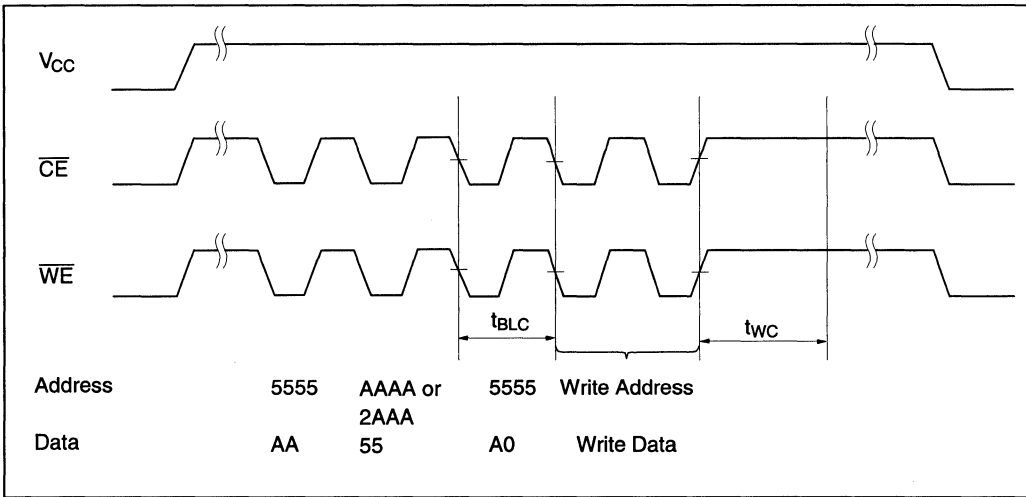 VCC
CE
WE
tBLC
tWC
Address 5555 AAAA or 5555 Write Address
2AAA
Data AA 55 A0 Write Data